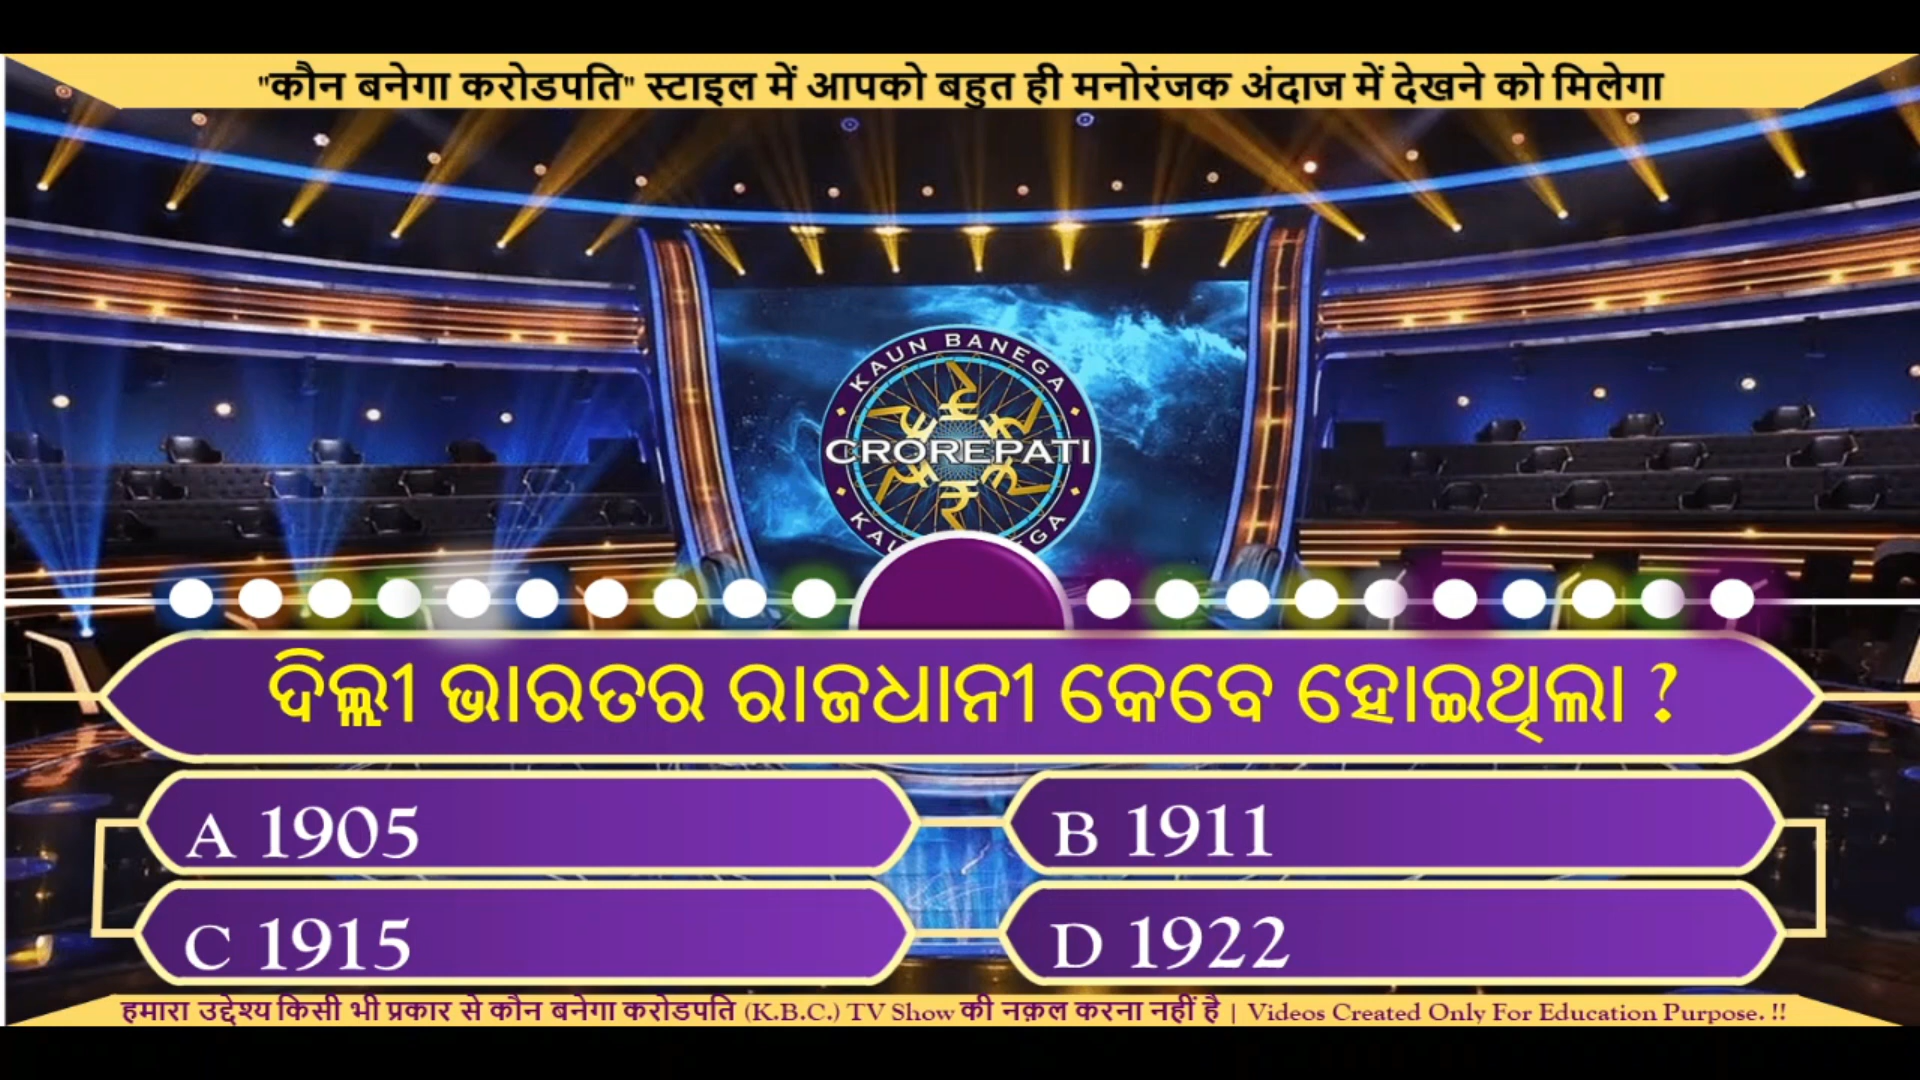 "कौन बनेगा करोडपति" स्टाइल में आपको बहुत ही मनोरंजक अंदाज में देखने को मिलेगा
KAUN BANEGA
CROREPATI
ଦିଲ୍ଲୀ ଭାରତର ରାଜଧାନୀ କେବେ ହୋଇଥିଲା ?
A 1905
B 1911
C 1915
D 1922
हमारा उद्देश्य किसी भी प्रकार से कौन बनेगा करोडपति (K.B.C.) TV Show की नक़ल करना नहीं है | Videos Created Only For Education Purpose. !!